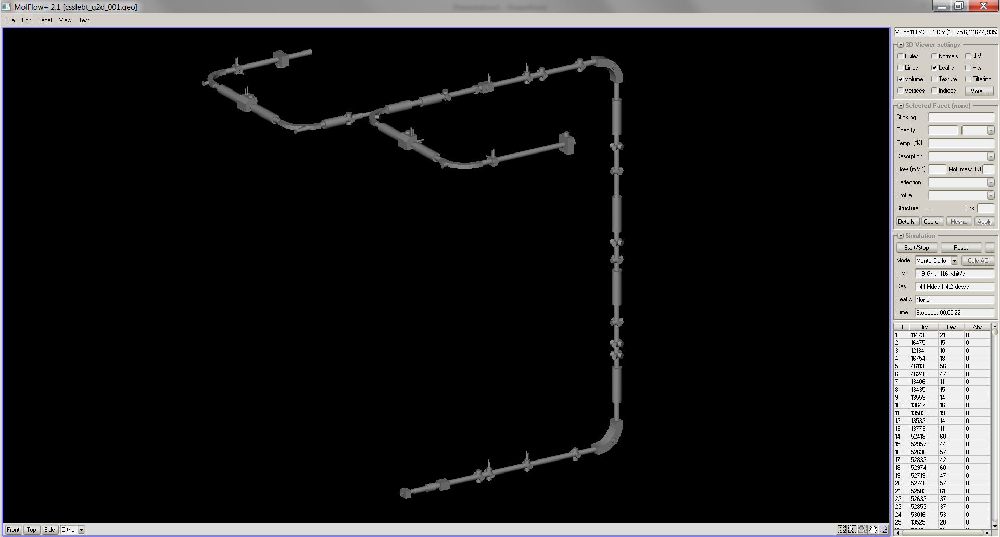 MolFlow+ 2.1 [csslebt_g2d_001.geo]
File Edit Facet View Test
V:65511 F:43281 Dim:(10075.6,11167.4,9353
3D Viewer settings
Rules Normals u,v
Lines Leaks Hits
Volume Texture Filtering
Vertices Indices More ...
Selected Facet (none)
Sticking
Opacity
Temp. (°K)
Desorption
Flow (m³s⁻¹) Mol. mass (u)
Reflection
Profile
Structure ... Lnk
Details... Coord... Mesh... Apply
Simulation
Start/Stop Reset ...
Mode Monte Carlo Calc AC
Hits 1.19 Ghit (11.6 Khit/s)
Des. 1.41 Mdes (14.2 des/s)
Leaks None
Time Stopped: 00:00:22
# Hits Des Abs
1 11473 21 0
2 16475 15 0
3 12134 10 0
4 16754 18 0
5 46113 56 0
6 46248 47 0
7 13406 11 0
8 13435 15 0
9 13559 14 0
10 13647 16 0
11 13503 19 0
12 13532 14 0
13 13773 11 0
14 52418 60 0
15 52957 44 0
16 52630 57 0
17 52832 42 0
18 52974 60 0
19 52719 47 0
20 52746 57 0
21 52583 61 0
22 52633 37 0
23 52853 37 0
24 53016 53 0
25 13525 20 0
Front Top Side Ortho.